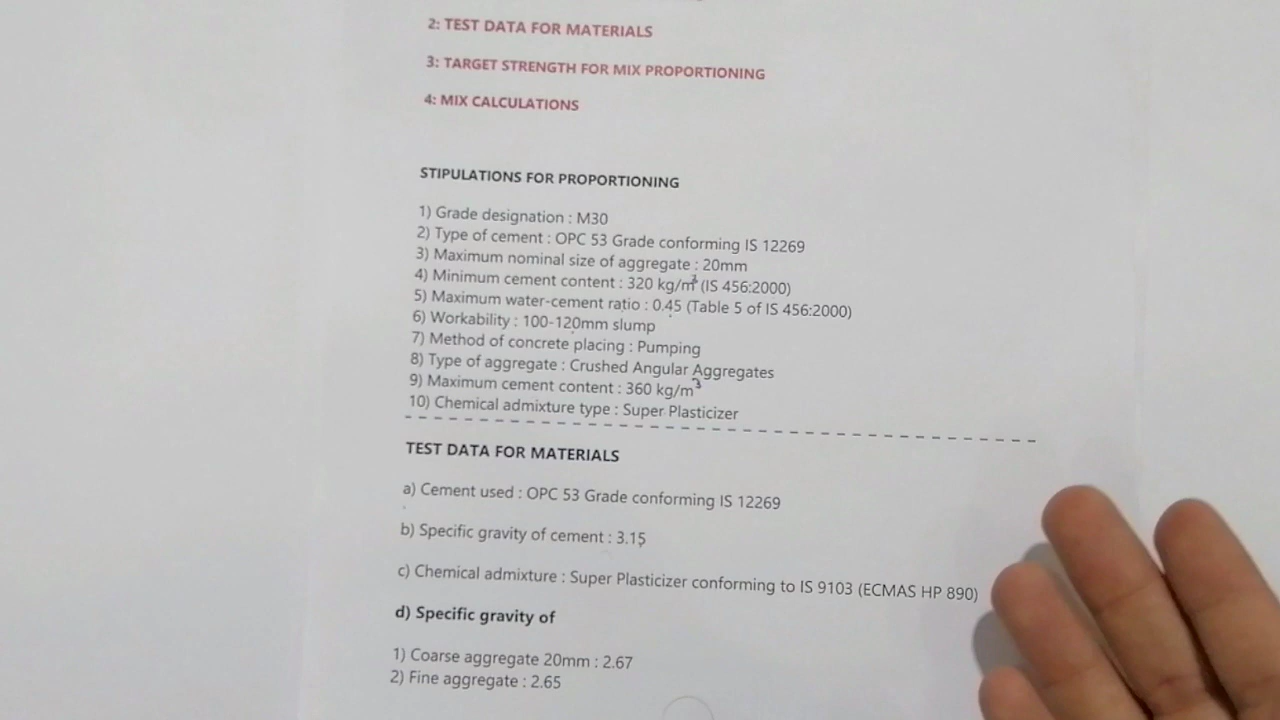 2: TEST DATA FOR MATERIALS
3: TARGET STRENGTH FOR MIX PROPORTIONING
4: MIX CALCULATIONS
STIPULATIONS FOR PROPORTIONING
1) Grade designation : M30
2) Type of cement : OPC 53 Grade conforming IS 12269
3) Maximum nominal size of aggregate : 20mm
4) Minimum cement content : 320 kg/m³ (IS 456:2000)
5) Maximum water-cement ratio : 0.45 (Table 5 of IS 456:2000)
6) Workability : 100-120mm slump
7) Method of concrete placing : Pumping
8) Type of aggregate : Crushed Angular Aggregates
9) Maximum cement content : 360 kg/m³
10) Chemical admixture type : Super Plasticizer
TEST DATA FOR MATERIALS
a) Cement used : OPC 53 Grade conforming IS 12269
b) Specific gravity of cement : 3.15
c) Chemical admixture : Super Plasticizer conforming to IS 9103 (ECMAS HP 890)
d) Specific gravity of
1) Coarse aggregate 20mm : 2.67
2) Fine aggregate : 2.65